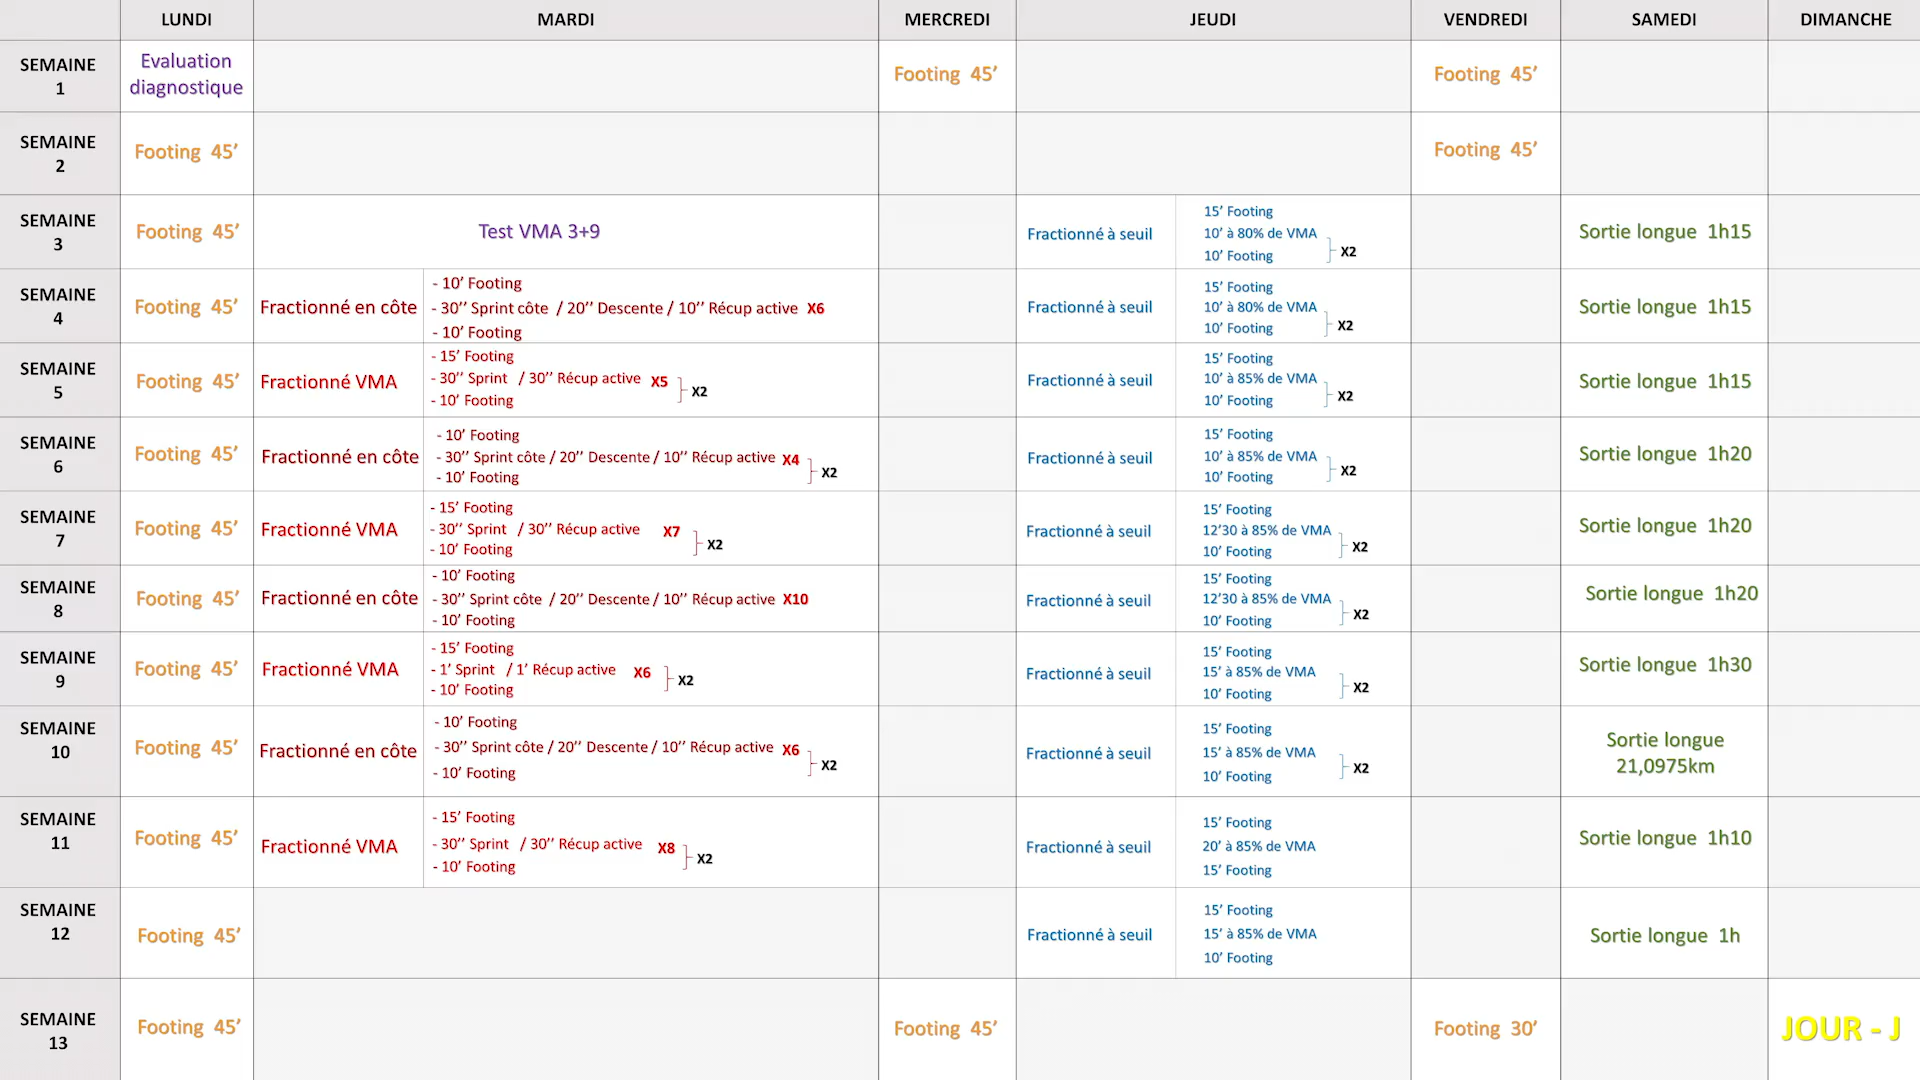 LUNDI MARDI MERCREDI JEUDI VENDREDI SAMEDI DIMANCHE
SEMAINE 1
Evaluation diagnostique
Footing 45’
Footing 45’
SEMAINE 2
Footing 45’
Footing 45’
SEMAINE 3
Footing 45’
Test VMA 3+9
Fractionné à seuil
15’ Footing
10’ à 80% de VMA
10’ Footing
X2
Sortie longue 1h15
SEMAINE 4
Footing 45’
Fractionné en côte
- 10’ Footing
- 30’’ Sprint côte / 20’’ Descente / 10’’ Récup active X6
- 10’ Footing
Fractionné à seuil
15’ Footing
10’ à 80% de VMA
10’ Footing
X2
Sortie longue 1h15
SEMAINE 5
Footing 45’
Fractionné VMA
- 15’ Footing
- 30’’ Sprint / 30’’ Récup active X5
- 10’ Footing
X2
Fractionné à seuil
15’ Footing
10’ à 85% de VMA
10’ Footing
X2
Sortie longue 1h15
SEMAINE 6
Footing 45’
Fractionné en côte
- 10’ Footing
- 30’’ Sprint côte / 20’’ Descente / 10’’ Récup active X4
- 10’ Footing
X2
Fractionné à seuil
15’ Footing
10’ à 85% de VMA
10’ Footing
X2
Sortie longue 1h20
SEMAINE 7
Footing 45’
Fractionné VMA
- 15’ Footing
- 30’’ Sprint / 30’’ Récup active X7
- 10’ Footing
X2
Fractionné à seuil
15’ Footing
12’30 à 85% de VMA
10’ Footing
X2
Sortie longue 1h20
SEMAINE 8
Footing 45’
Fractionné en côte
- 10’ Footing
- 30’’ Sprint côte / 20’’ Descente / 10’’ Récup active X10
- 10’ Footing
Fractionné à seuil
15’ Footing
12’30 à 85% de VMA
10’ Footing
X2
Sortie longue 1h20
SEMAINE 9
Footing 45’
Fractionné VMA
- 15’ Footing
- 1’ Sprint / 1’ Récup active X6
- 10’ Footing
X2
Fractionné à seuil
15’ Footing
15’ à 85% de VMA
10’ Footing
X2
Sortie longue 1h30
SEMAINE 10
Footing 45’
Fractionné en côte
- 10’ Footing
- 30’’ Sprint côte / 20’’ Descente / 10’’ Récup active X6
- 10’ Footing
X2
Fractionné à seuil
15’ Footing
15’ à 85% de VMA
10’ Footing
X2
Sortie longue
21,0975km
SEMAINE 11
Footing 45’
Fractionné VMA
- 15’ Footing
- 30’’ Sprint / 30’’ Récup active X8
- 10’ Footing
X2
Fractionné à seuil
15’ Footing
20’ à 85% de VMA
15’ Footing
Sortie longue 1h10
SEMAINE 12
Footing 45’
Fractionné à seuil
15’ Footing
15’ à 85% de VMA
10’ Footing
Sortie longue 1h
SEMAINE 13
Footing 45’
Footing 45’
Footing 30’
JOUR - J